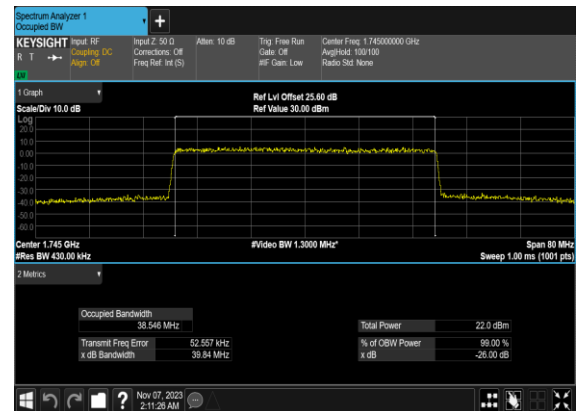 Spectrum Analyzer 1
Occupied BW
KEYSIGHT Input: RF Input Z: 50 Ω Atten: 10 dB Trig: Free Run Center Freq: 1.745000000 GHz
R T Coupling: DC Corrections: Off Gate: Off Avg|Hold: 100/100
Align: Off Freq Ref: Int (S) #IF Gain: Low Radio Std: None
LW
1 Graph Ref Lvl Offset 25.60 dB
Scale/Div 10.0 dB Ref Value 30.00 dBm
Log
20.0
10.0
0.00
-10.0
-20.0
-30.0
-40.0
-50.0
-60.0
Center 1.745 GHz #Video BW 1.3000 MHz* Span 80 MHz
#Res BW 430.00 kHz Sweep 1.00 ms (1001 pts)
2 Metrics
Occupied Bandwidth
38.546 MHz Total Power 22.0 dBm
Transmit Freq Error 52.557 kHz % of OBW Power 99.00 %
x dB Bandwidth 39.84 MHz x dB -26.00 dB
? Nov 07, 2023
2:11:26 AM